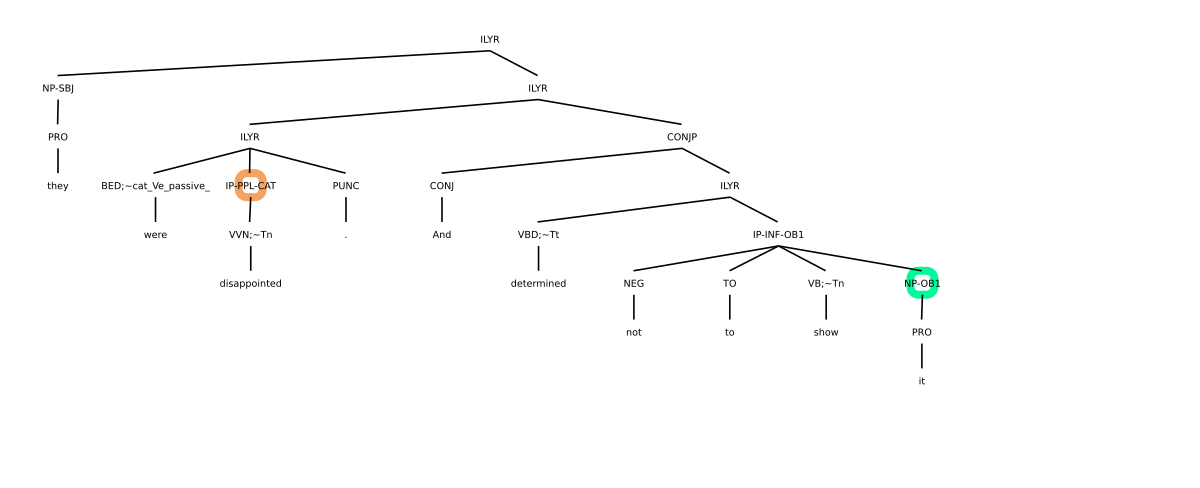 ILYR
NP-SBJ ILYR
PRO ILYR CONJP
they BED;~cat_Ve_passive_ IP-PPL-CAT PUNC CONJ ILYR
were VVN;~Tn . And VBD;~Tt IP-INF-OB1
disappointed determined NEG TO VB;~Tn NP-OB1
not to show PRO
it